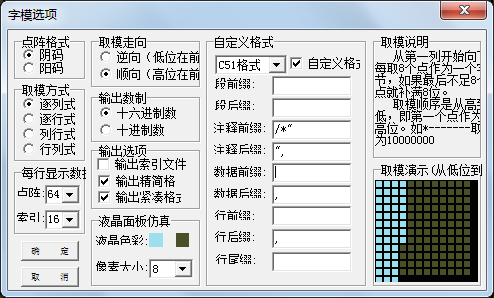 字模选项
点阵格式
阴码
阳码
取模方式
逐列式
逐行式
列行式
行列式
每行显示数据
点阵: 64
索引: 16
确 定
取 消
取模走向
逆向(低位在前
顺向(高位在前
输出数制
十六进制数
十进制数
输出选项
输出索引文件
输出精简格
输出紧凑格式
液晶面板仿真
液晶色彩:
像素大小: 8
自定义格式
C51格式
自定义格式
段前缀:
段后缀:
注释前缀: /*“
注释后缀: “,
数据前缀:
数据后缀: ,
行前缀:
行后缀: ,
行尾缀:
取模说明
从第一列开始向下
每取8个点作为一个字
节，如果最后不足8个
点就补满8位。
取模顺序是从高到
低，即第一个点作为最
高位。如*-------取
为10000000
取模演示(从低位到